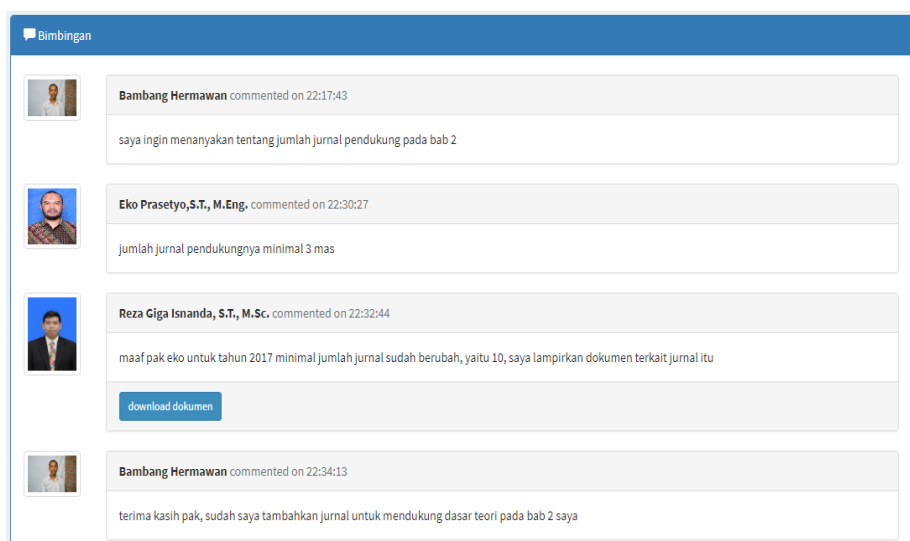 Bimbingan
Bambang Hermawan commented on 22:17:43
saya ingin menanyakan tentang jumlah jurnal pendukung pada bab 2
Eko Prasetyo,S.T., M.Eng. commented on 22:30:27
jumlah jurnal pendukungnya minimal 3 mas
Reza Giga Isnanda, S.T., M.Sc. commented on 22:32:44
maaf pak eko untuk tahun 2017 minimal jumlah jurnal sudah berubah, yaitu 10, saya lampirkan dokumen terkait jurnal itu
download dokumen
Bambang Hermawan commented on 22:34:13
terima kasih pak, sudah saya tambahkan jurnal untuk mendukung dasar teori pada bab 2 saya